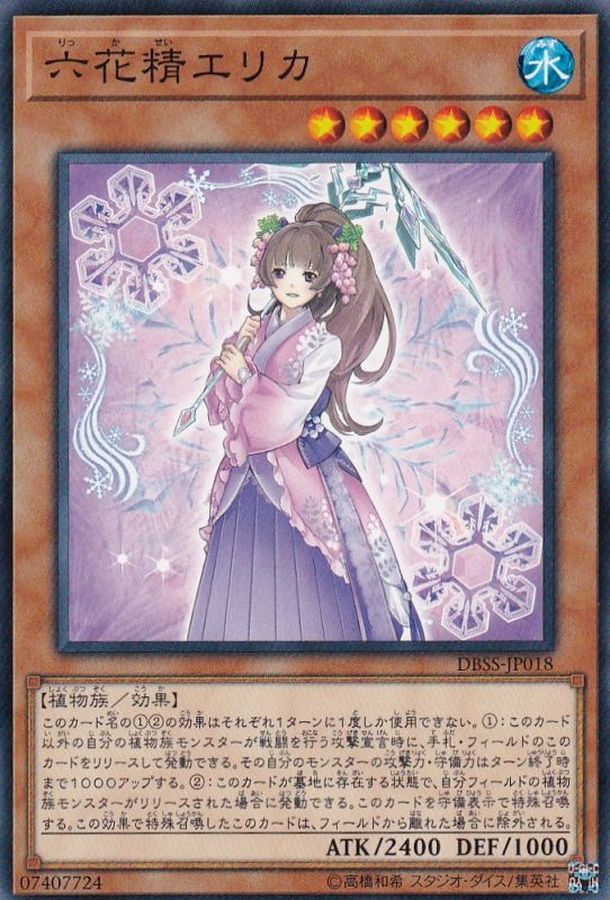 六花精エリカ
水
DBSS-JP018
【植物族/効果】
このカード名の①②の効果はそれぞれ1ターンに1度しか使用できない。①:このカード
以外の自分の植物族モンスターが戦闘を行う攻撃宣言時に、手札・フィールドのこの
カードをリリースして発動できる。その自分のモンスターの攻撃力・守備力はターン終了時
まで1000アップする。②:このカードが墓地に存在する状態で、自分フィールドの植物
族モンスターがリリースされた場合に発動できる。このカードを守備表示で特殊召喚
する。この効果で特殊召喚したこのカードは、フィールドから離れた場合に除外される。
ATK/2400 DEF/1000
07407724
©高橋和希 スタジオ・ダイス/集英社